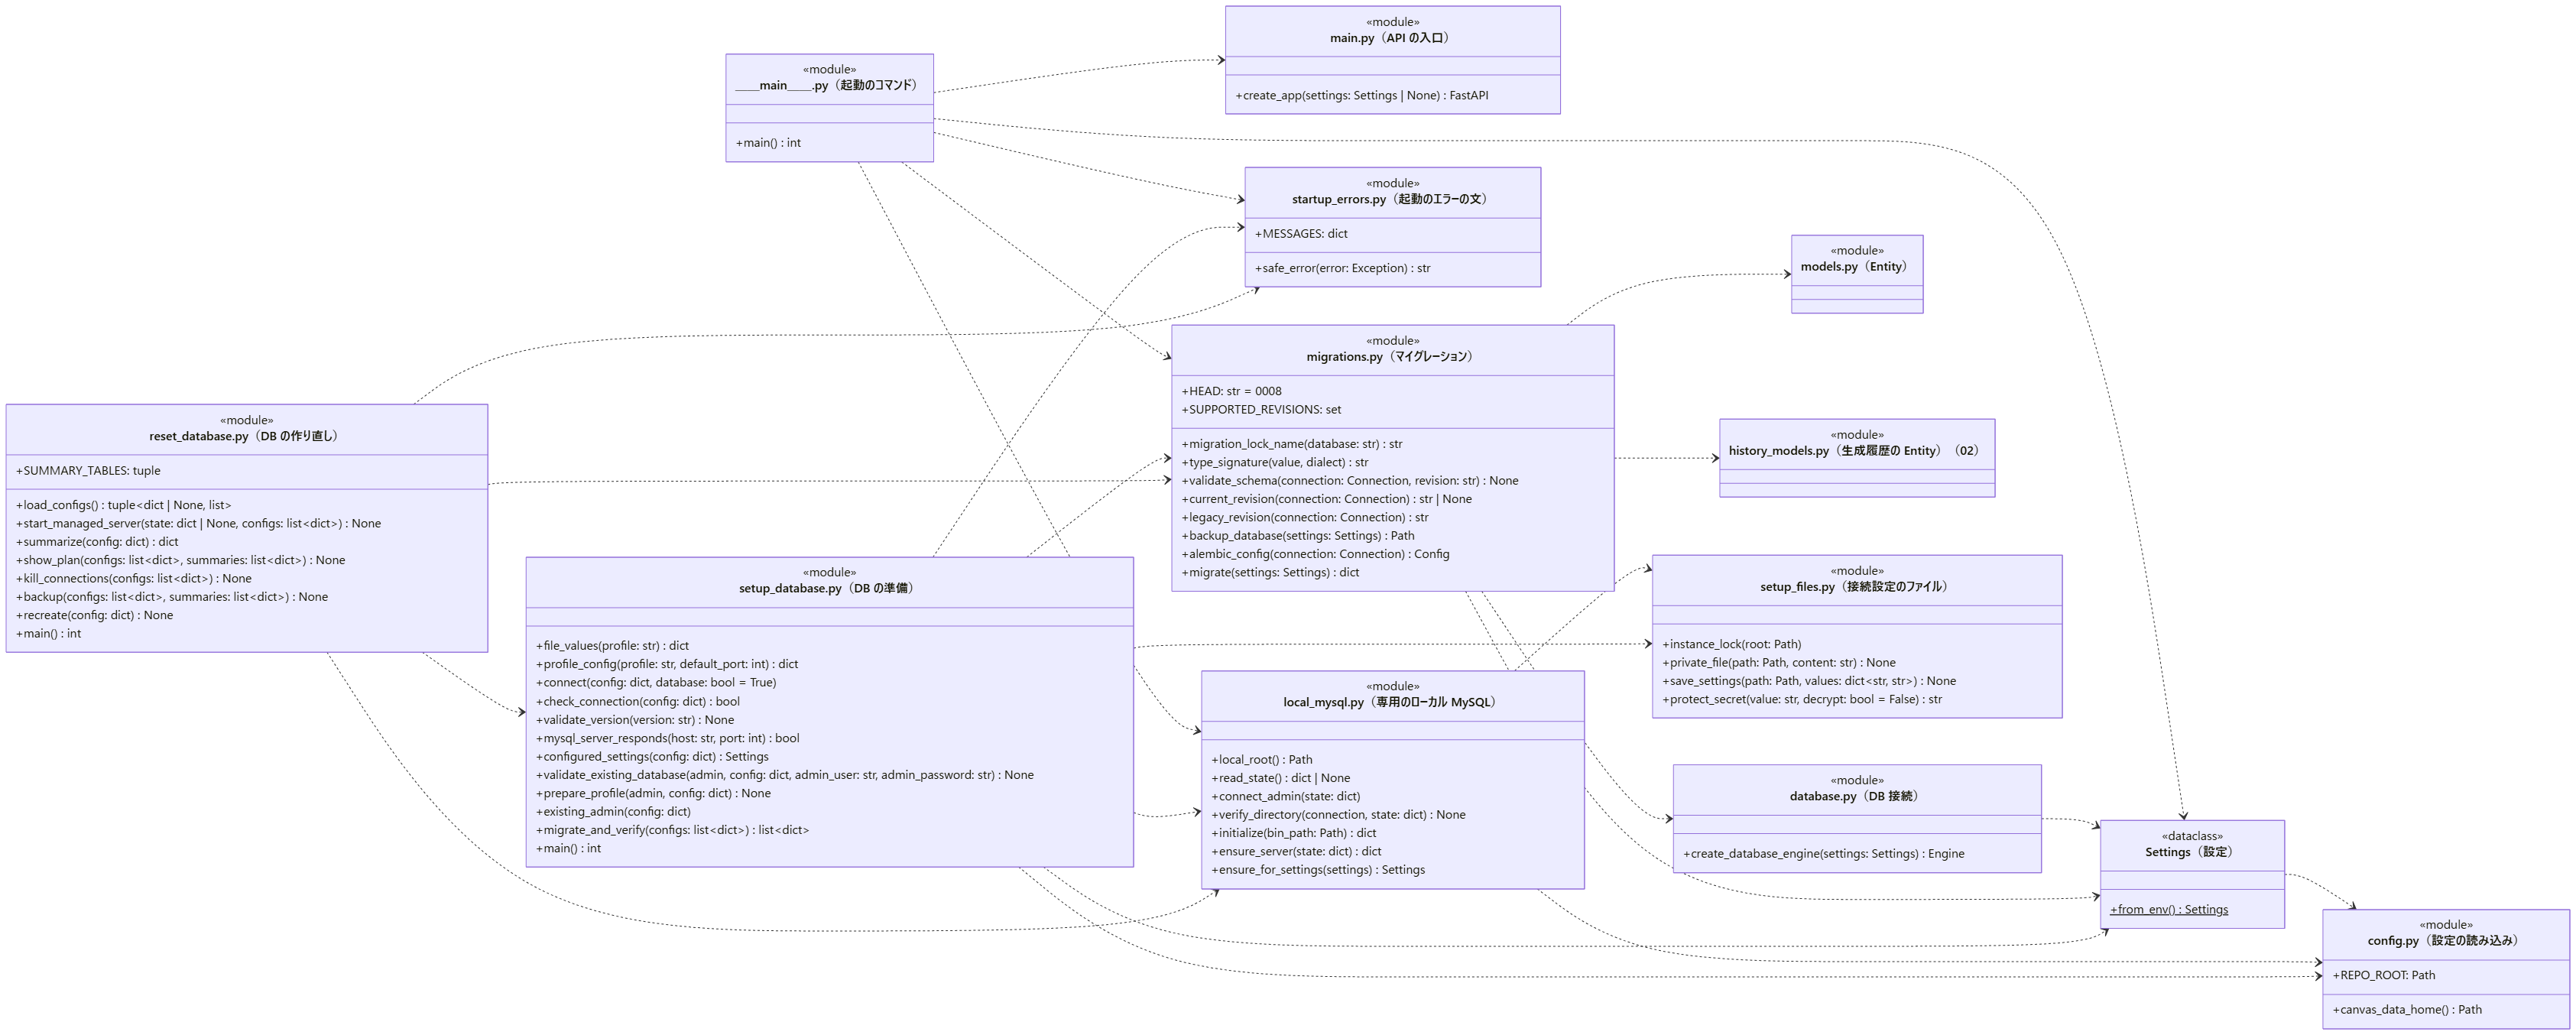 «module»
main.py（API の入口）
+create_app(settings: Settings | None) : FastAPI
«module»
____main____.py（起動のコマンド）
+main() : int
«module»
startup_errors.py（起動のエラーの文）
+MESSAGES: dict
+safe_error(error: Exception) : str
«module»
models.py（Entity）
«module»
migrations.py（マイグレーション）
+HEAD: str = 0008
+SUPPORTED_REVISIONS: set
+migration_lock_name(database: str) : str
+type_signature(value, dialect) : str
+validate_schema(connection: Connection, revision: str) : None
+current_revision(connection: Connection) : str | None
+legacy_revision(connection: Connection) : str
+backup_database(settings: Settings) : Path
+alembic_config(connection: Connection) : Config
+migrate(settings: Settings) : dict
«module»
reset_database.py（DB の作り直し）
+SUMMARY_TABLES: tuple
+load_configs() : tuple<dict | None, list>
+start_managed_server(state: dict | None, configs: list<dict>) : None
+summarize(config: dict) : dict
+show_plan(configs: list<dict>, summaries: list<dict>) : None
+kill_connections(configs: list<dict>) : None
+backup(configs: list<dict>, summaries: list<dict>) : None
+recreate(config: dict) : None
+main() : int
«module»
history_models.py（生成履歴の Entity）（02）
«module»
setup_database.py（DB の準備）
+file_values(profile: str) : dict
+profile_config(profile: str, default_port: int) : dict
+connect(config: dict, database: bool = True)
+check_connection(config: dict) : bool
+validate_version(version: str) : None
+mysql_server_responds(host: str, port: int) : bool
+configured_settings(config: dict) : Settings
+validate_existing_database(admin, config: dict, admin_user: str, admin_password: str) : None
+prepare_profile(admin, config: dict) : None
+existing_admin(config: dict)
+migrate_and_verify(configs: list<dict>) : list<dict>
+main() : int
«module»
setup_files.py（接続設定のファイル）
+instance_lock(root: Path)
+private_file(path: Path, content: str) : None
+save_settings(path: Path, values: dict<str, str>) : None
+protect_secret(value: str, decrypt: bool = False) : str
«module»
local_mysql.py（専用のローカル MySQL）
+local_root() : Path
+read_state() : dict | None
+connect_admin(state: dict)
+verify_directory(connection, state: dict) : None
+initialize(bin_path: Path) : dict
+ensure_server(state: dict) : dict
+ensure_for_settings(settings) : Settings
«module»
database.py（DB 接続）
+create_database_engine(settings: Settings) : Engine
«dataclass»
Settings（設定）
+from_env() : Settings
«module»
config.py（設定の読み込み）
+REPO_ROOT: Path
+canvas_data_home() : Path